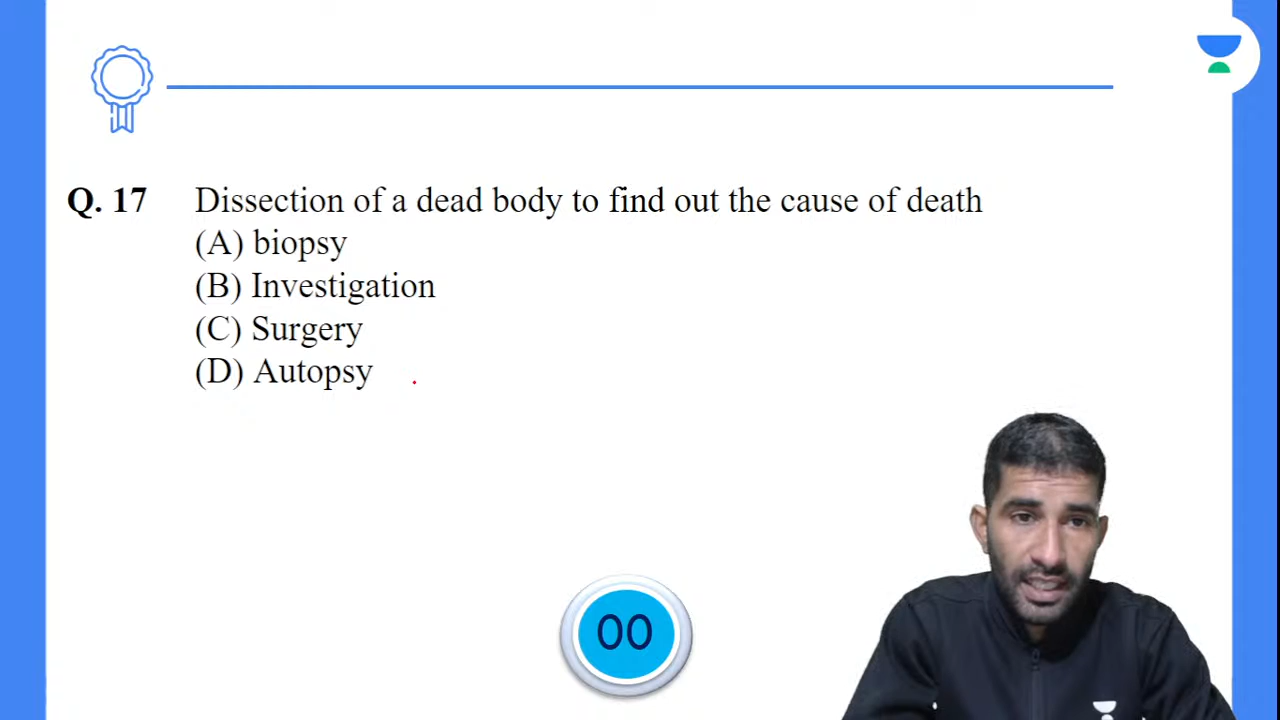 Q. 17 Dissection of a dead body to find out the cause of death
(A) biopsy
(B) Investigation
(C) Surgery
(D) Autopsy
00